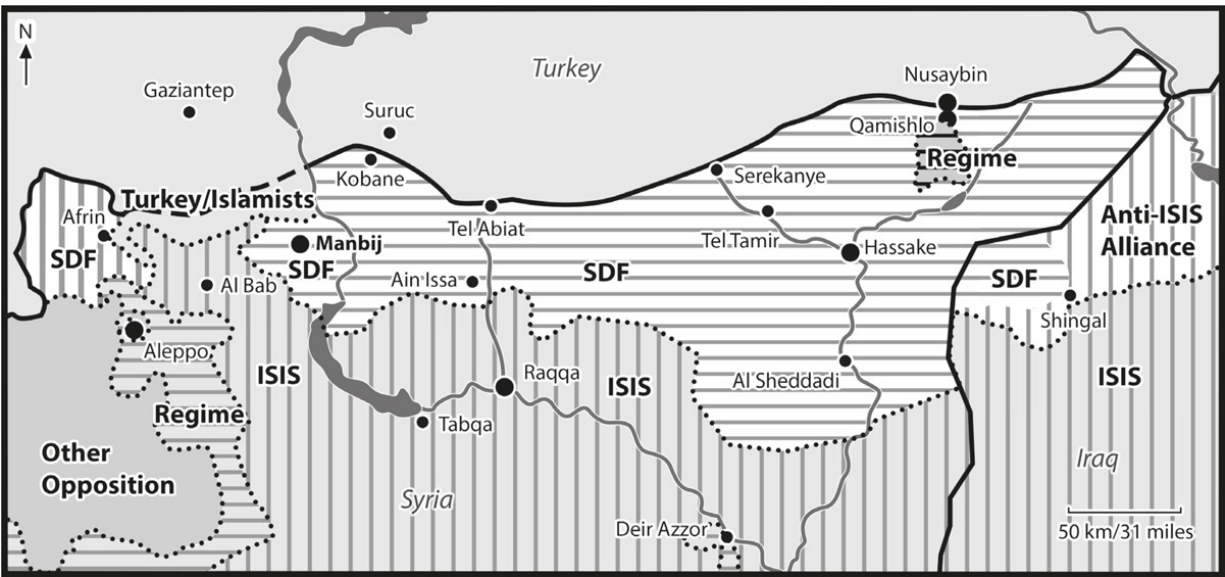 N
Turkey
Nusaybin
Gaziantep
Suruc
Qamishlo
Regime
Kobane
Serekanye
Turkey/Islamists
Afrin
Tel Abiat
Tel Tamir
Anti-ISIS
Alliance
Manbij
SDF
SDF
Hassake
SDF
SDF
Al Bab
Ain Issa
Shingal
Aleppo
ISIS
Raqqa
ISIS
Al Sheddadi
ISIS
Regime
Tabqa
Other
Opposition
Syria
Iraq
Deir Azzor
50 km/31 miles